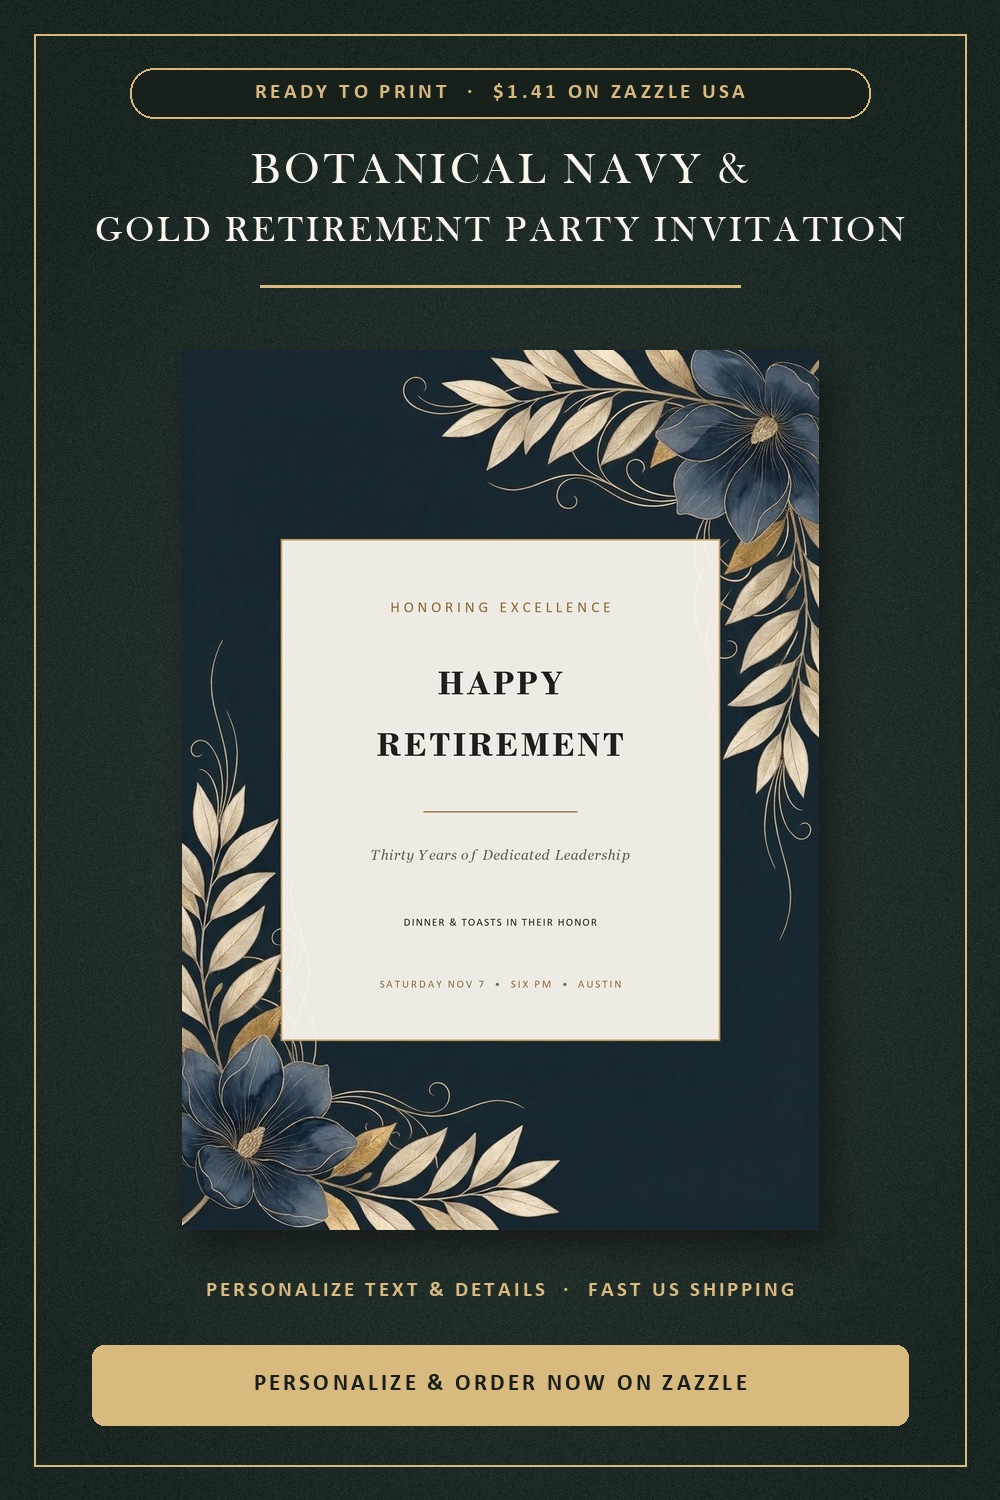 READY TO PRINT · $1.41 ON ZAZZLE USA
BOTANICAL NAVY &
GOLD RETIREMENT PARTY INVITATION
HONORING EXCELLENCE
HAPPY
RETIREMENT
Thirty Years of Dedicated Leadership
DINNER & TOASTS IN THEIR HONOR
SATURDAY NOV 7 • SIX PM • AUSTIN
PERSONALIZE TEXT & DETAILS · FAST US SHIPPING
PERSONALIZE & ORDER NOW ON ZAZZLE